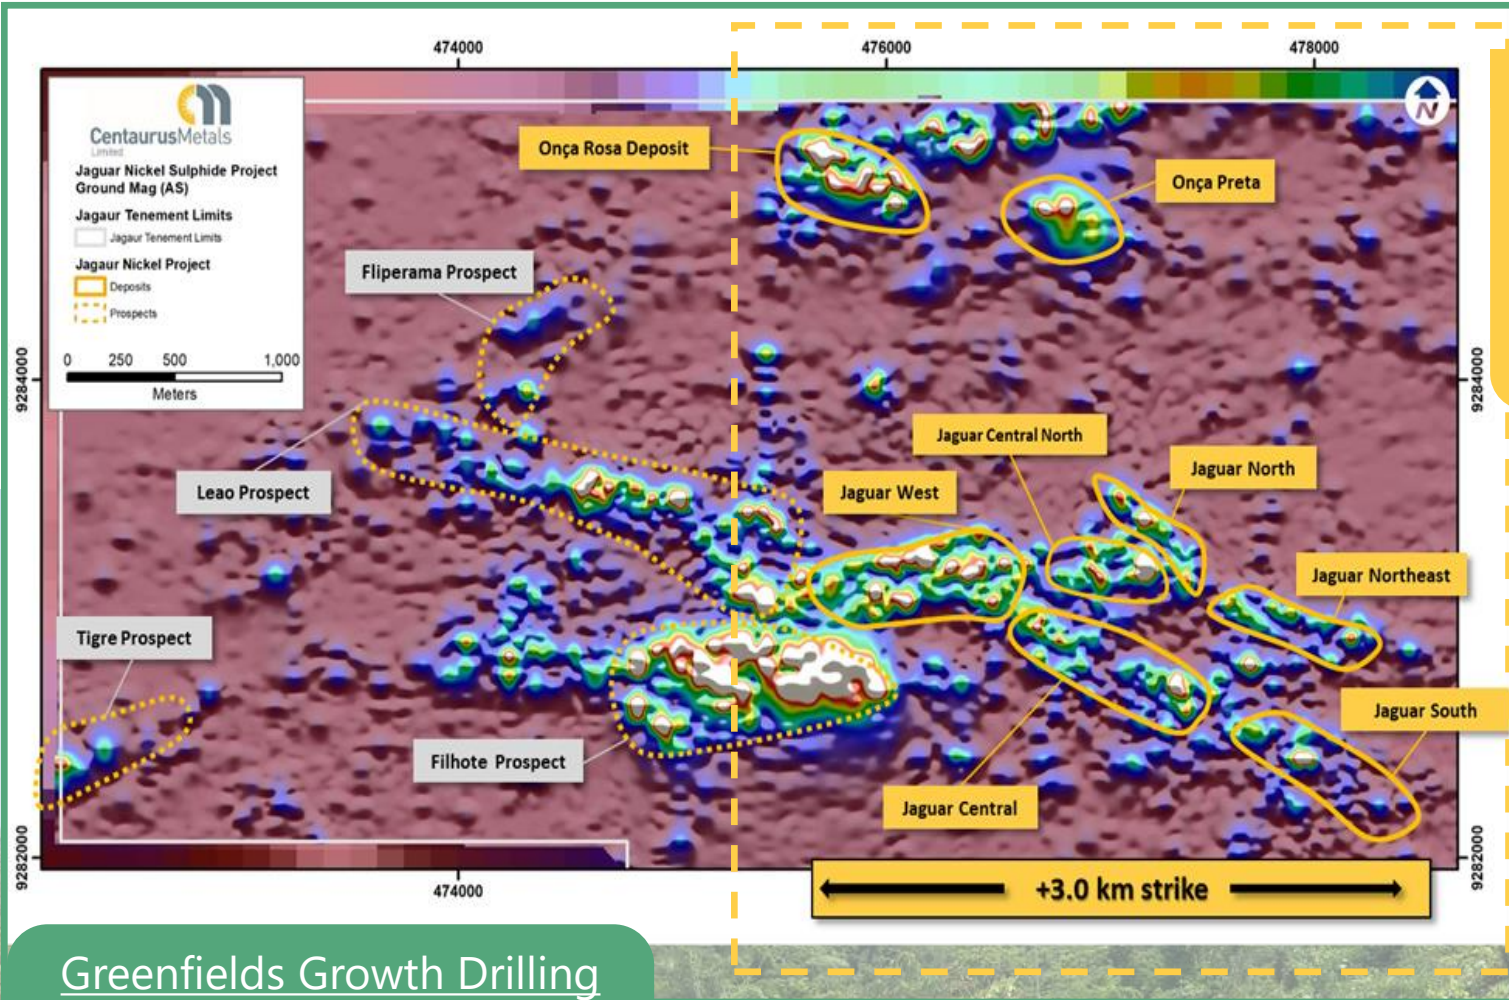 474000
476000
478000
CentaurusMetals
Limited
Jaguar Nickel Sulphide Project
Ground Mag (AS)
Jagaur Tenement Limits
Jagaur Tenement Limits
Jagaur Nickel Project
Deposits
Prospects
0 250 500 1,000
Meters
N
Onça Rosa Deposit
Onça Preta
Fliperama Prospect
9284000
9284000
Jaguar Central North
Jaguar North
Leao Prospect
Jaguar West
Jaguar Northeast
Tigre Prospect
Jaguar South
Filhote Prospect
Jaguar Central
9282000
9282000
474000
+3.0 km strike
Greenfields Growth Drilling